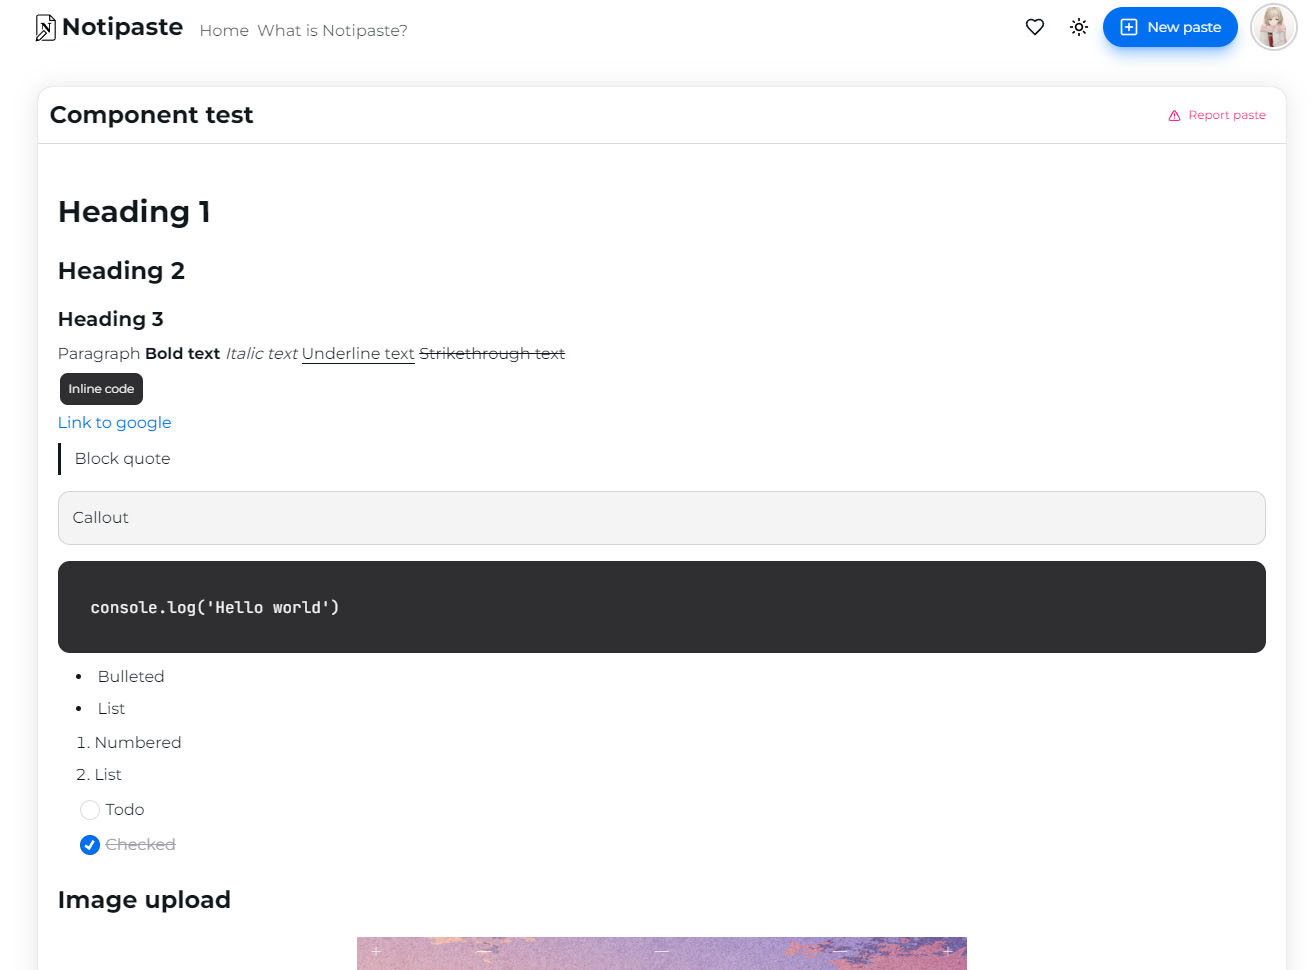 Notipaste Home What is Notipaste? New paste
Component test Report paste
Heading 1
Heading 2
Heading 3
Paragraph Bold text Italic text Underline text Strikethrough text
Inline code
Link to google
Block quote
Callout
console.log('Hello world')
• Bulleted
• List
1. Numbered
2. List
Todo
Checked
Image upload